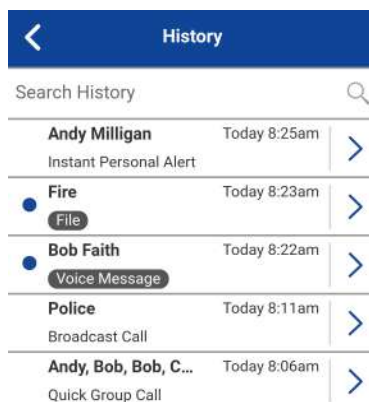 History
Search History
Andy Milligan Today 8:25am
Instant Personal Alert
Fire Today 8:23am
File
Bob Faith Today 8:22am
Voice Message
Police Today 8:11am
Broadcast Call
Andy, Bob, Bob, C... Today 8:06am
Quick Group Call